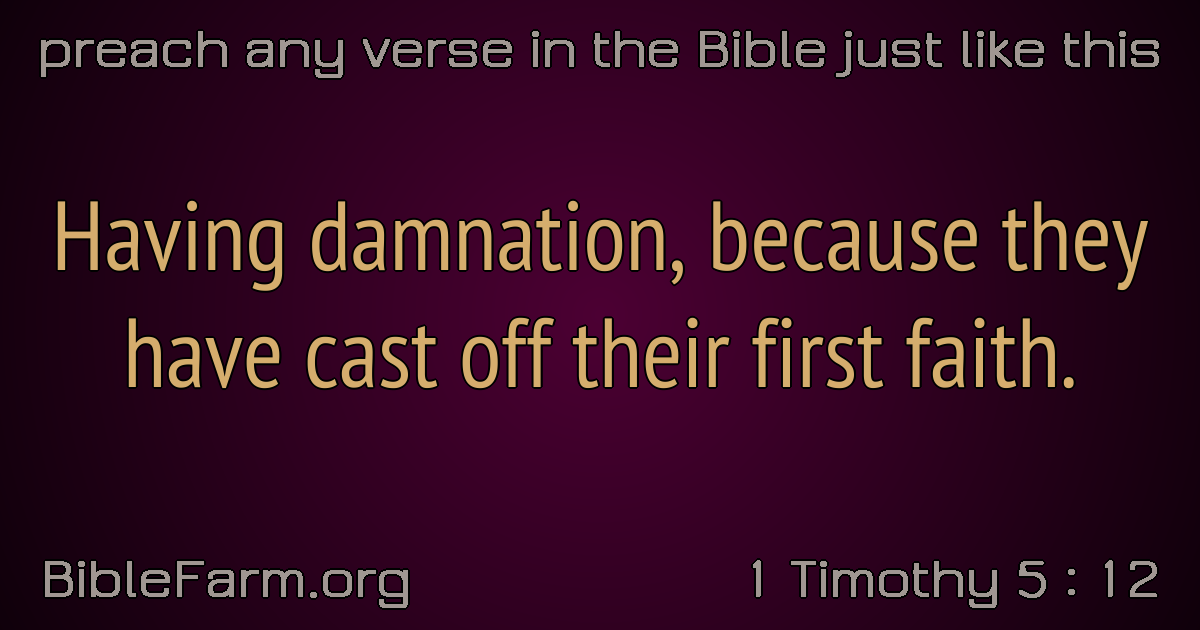 preach any verse in the Bible just like this
Having damnation, because they
have cast off their first faith.
BibleFarm.org
1 Timothy 5 : 12